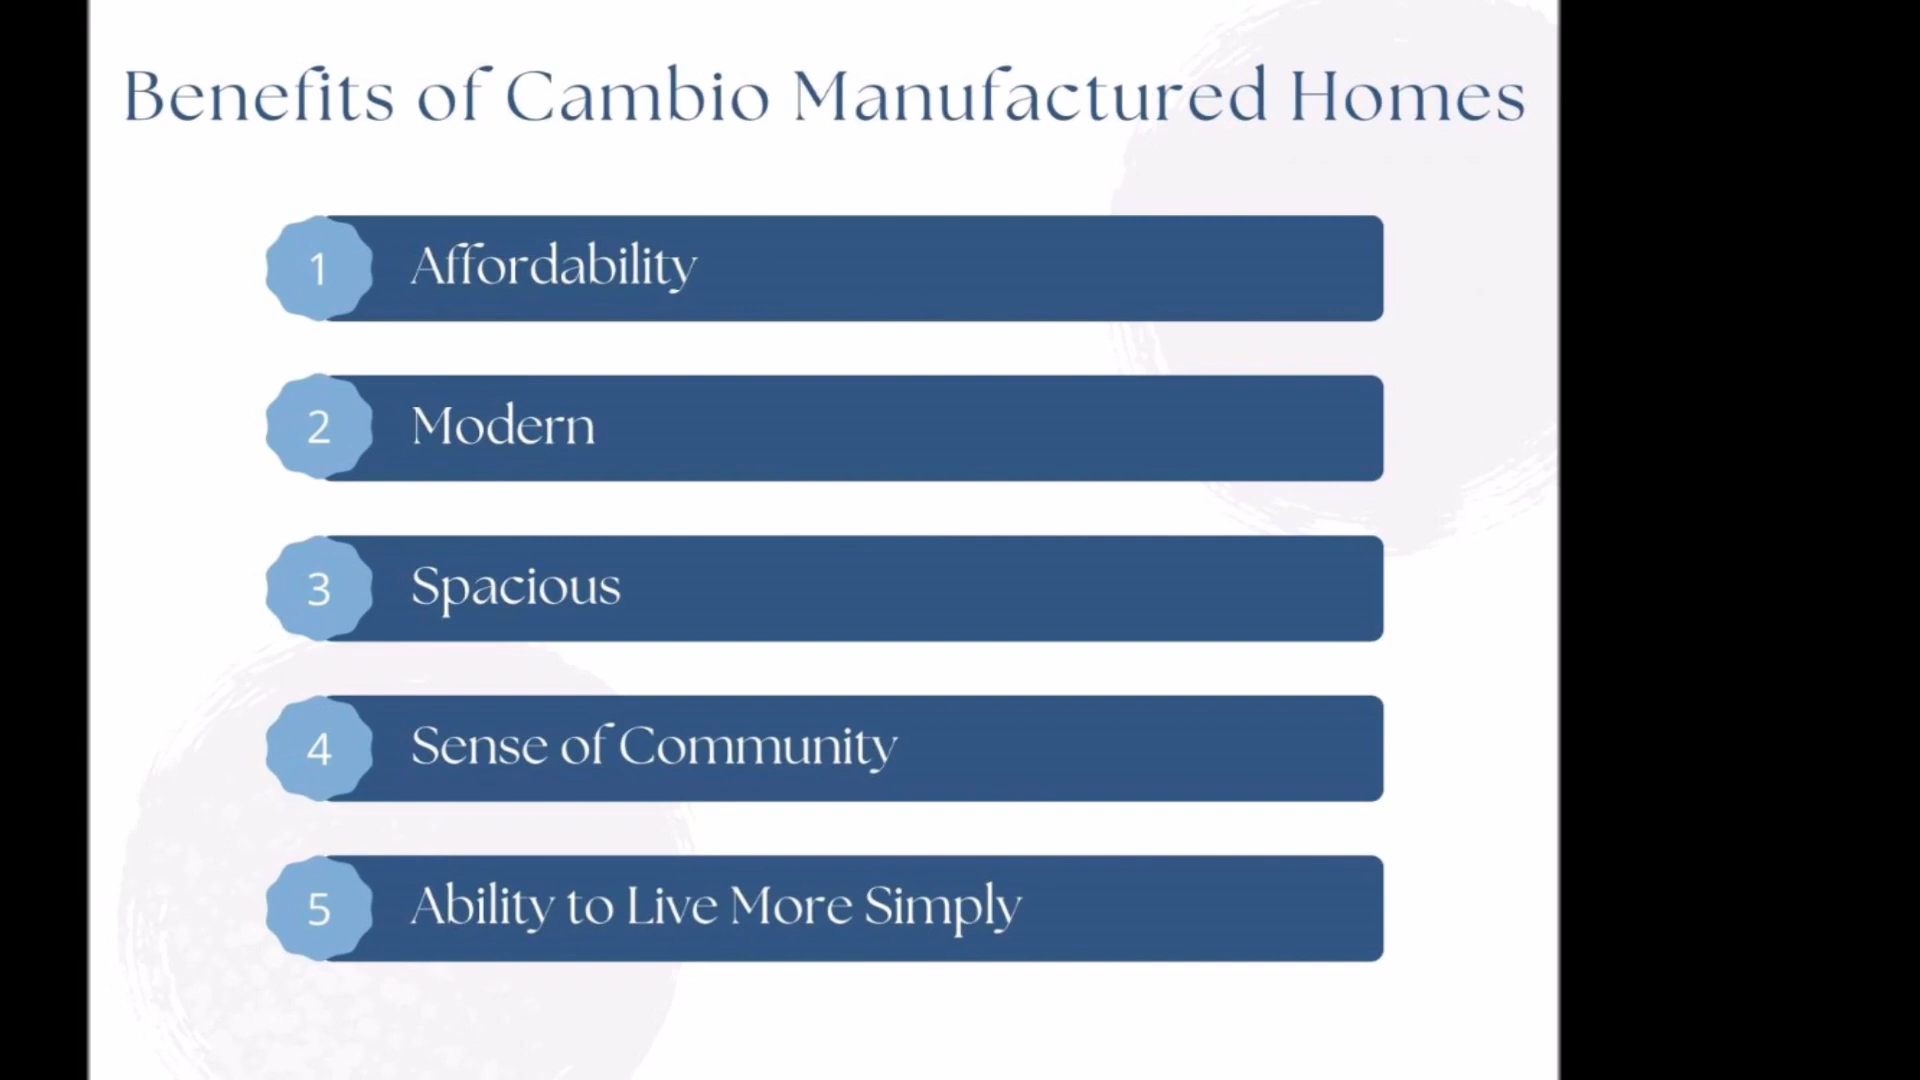 Benefits of Cambio Manufactured Homes
1 Affordability
2 Modern
3 Spacious
4 Sense of Community
5 Ability to Live More Simply